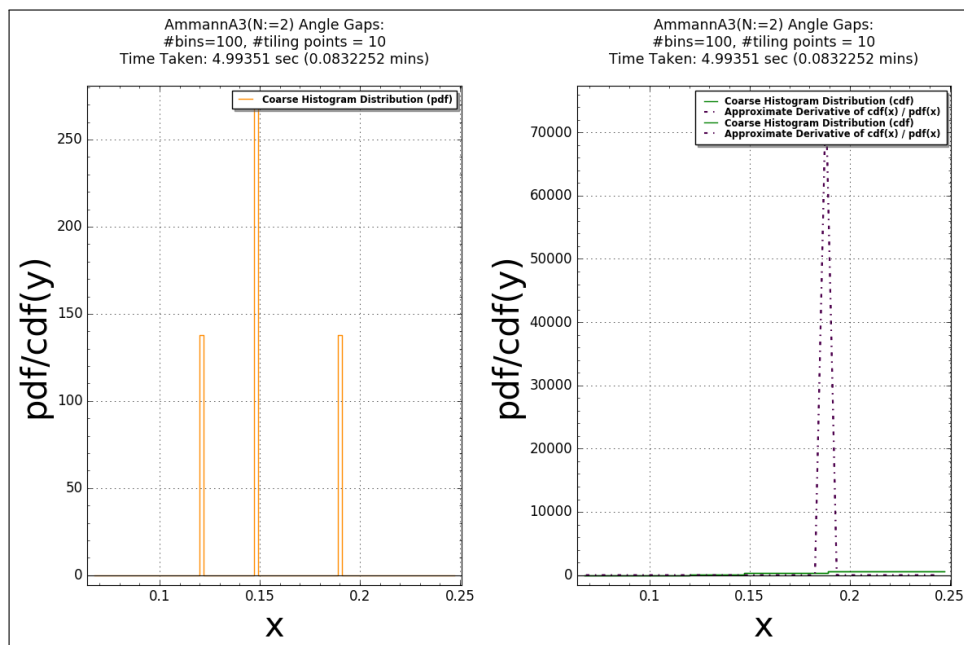 AmmannA3(N:=2) Angle Gaps:
#bins=100, #tiling points = 10
Time Taken: 4.99351 sec (0.0832252 mins)
Coarse Histogram Distribution (pdf)
250
200
150
100
50
0
pdf/cdf(y)
0.1
0.15
0.2
0.25
x
AmmannA3(N:=2) Angle Gaps:
#bins=100, #tiling points = 10
Time Taken: 4.99351 sec (0.0832252 mins)
Coarse Histogram Distribution (cdf)
Approximate Derivative of cdf(x) / pdf(x)
Coarse Histogram Distribution (cdf)
Approximate Derivative of cdf(x) / pdf(x)
70000
60000
50000
40000
30000
20000
10000
0
pdf/cdf(y)
0.1
0.15
0.2
0.25
x